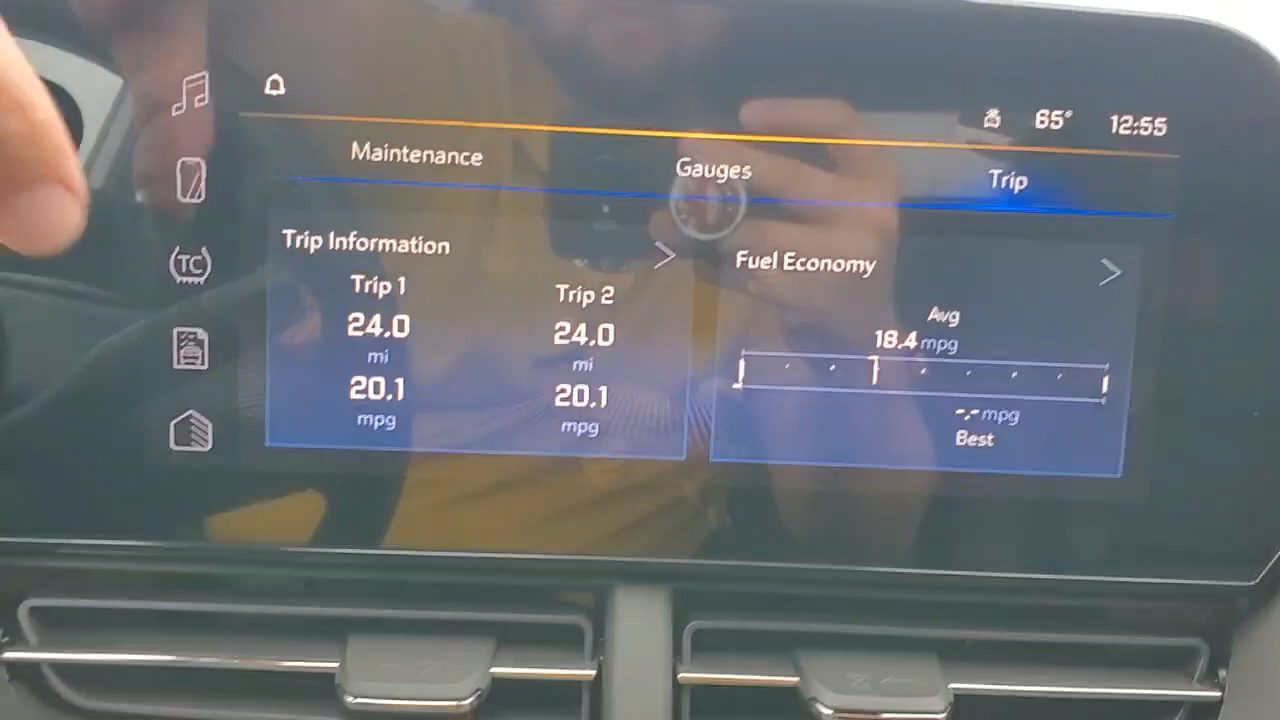 65° 12:55
Maintenance Gauges Trip
Trip Information
Trip 1 Trip 2
24.0 24.0
mi mi
20.1 20.1
mpg mpg
Fuel Economy
Avg
18.4 mpg
-.- mpg
Best
TC